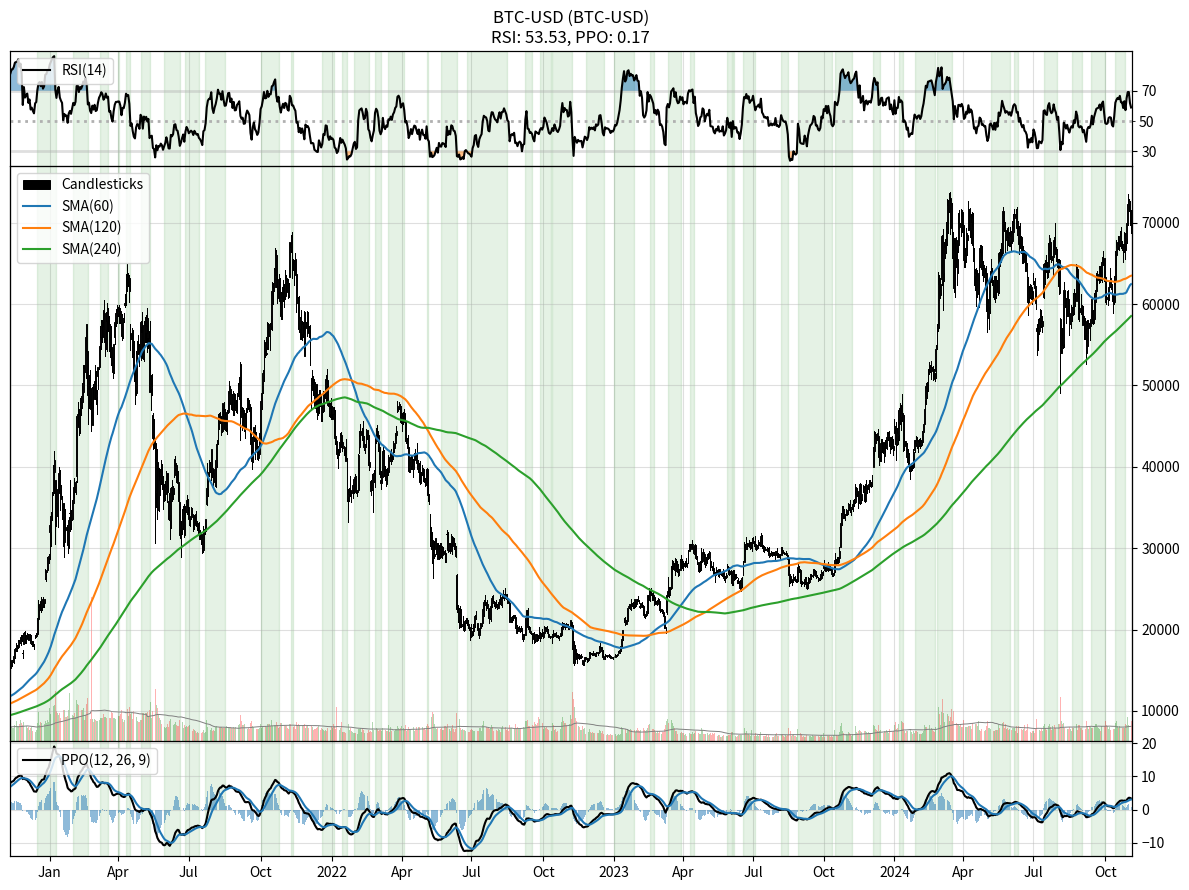 BTC-USD (BTC-USD)
RSI: 53.53, PPO: 0.17
RSI(14)
70
50
30
Candlesticks
SMA(60)
SMA(120)
SMA(240)
70000
60000
50000
40000
30000
20000
10000
PPO(12, 26, 9)
20
10
0
−10
Jan Apr Jul Oct 2022 Apr Jul Oct 2023 Apr Jul Oct 2024 Apr Jul Oct